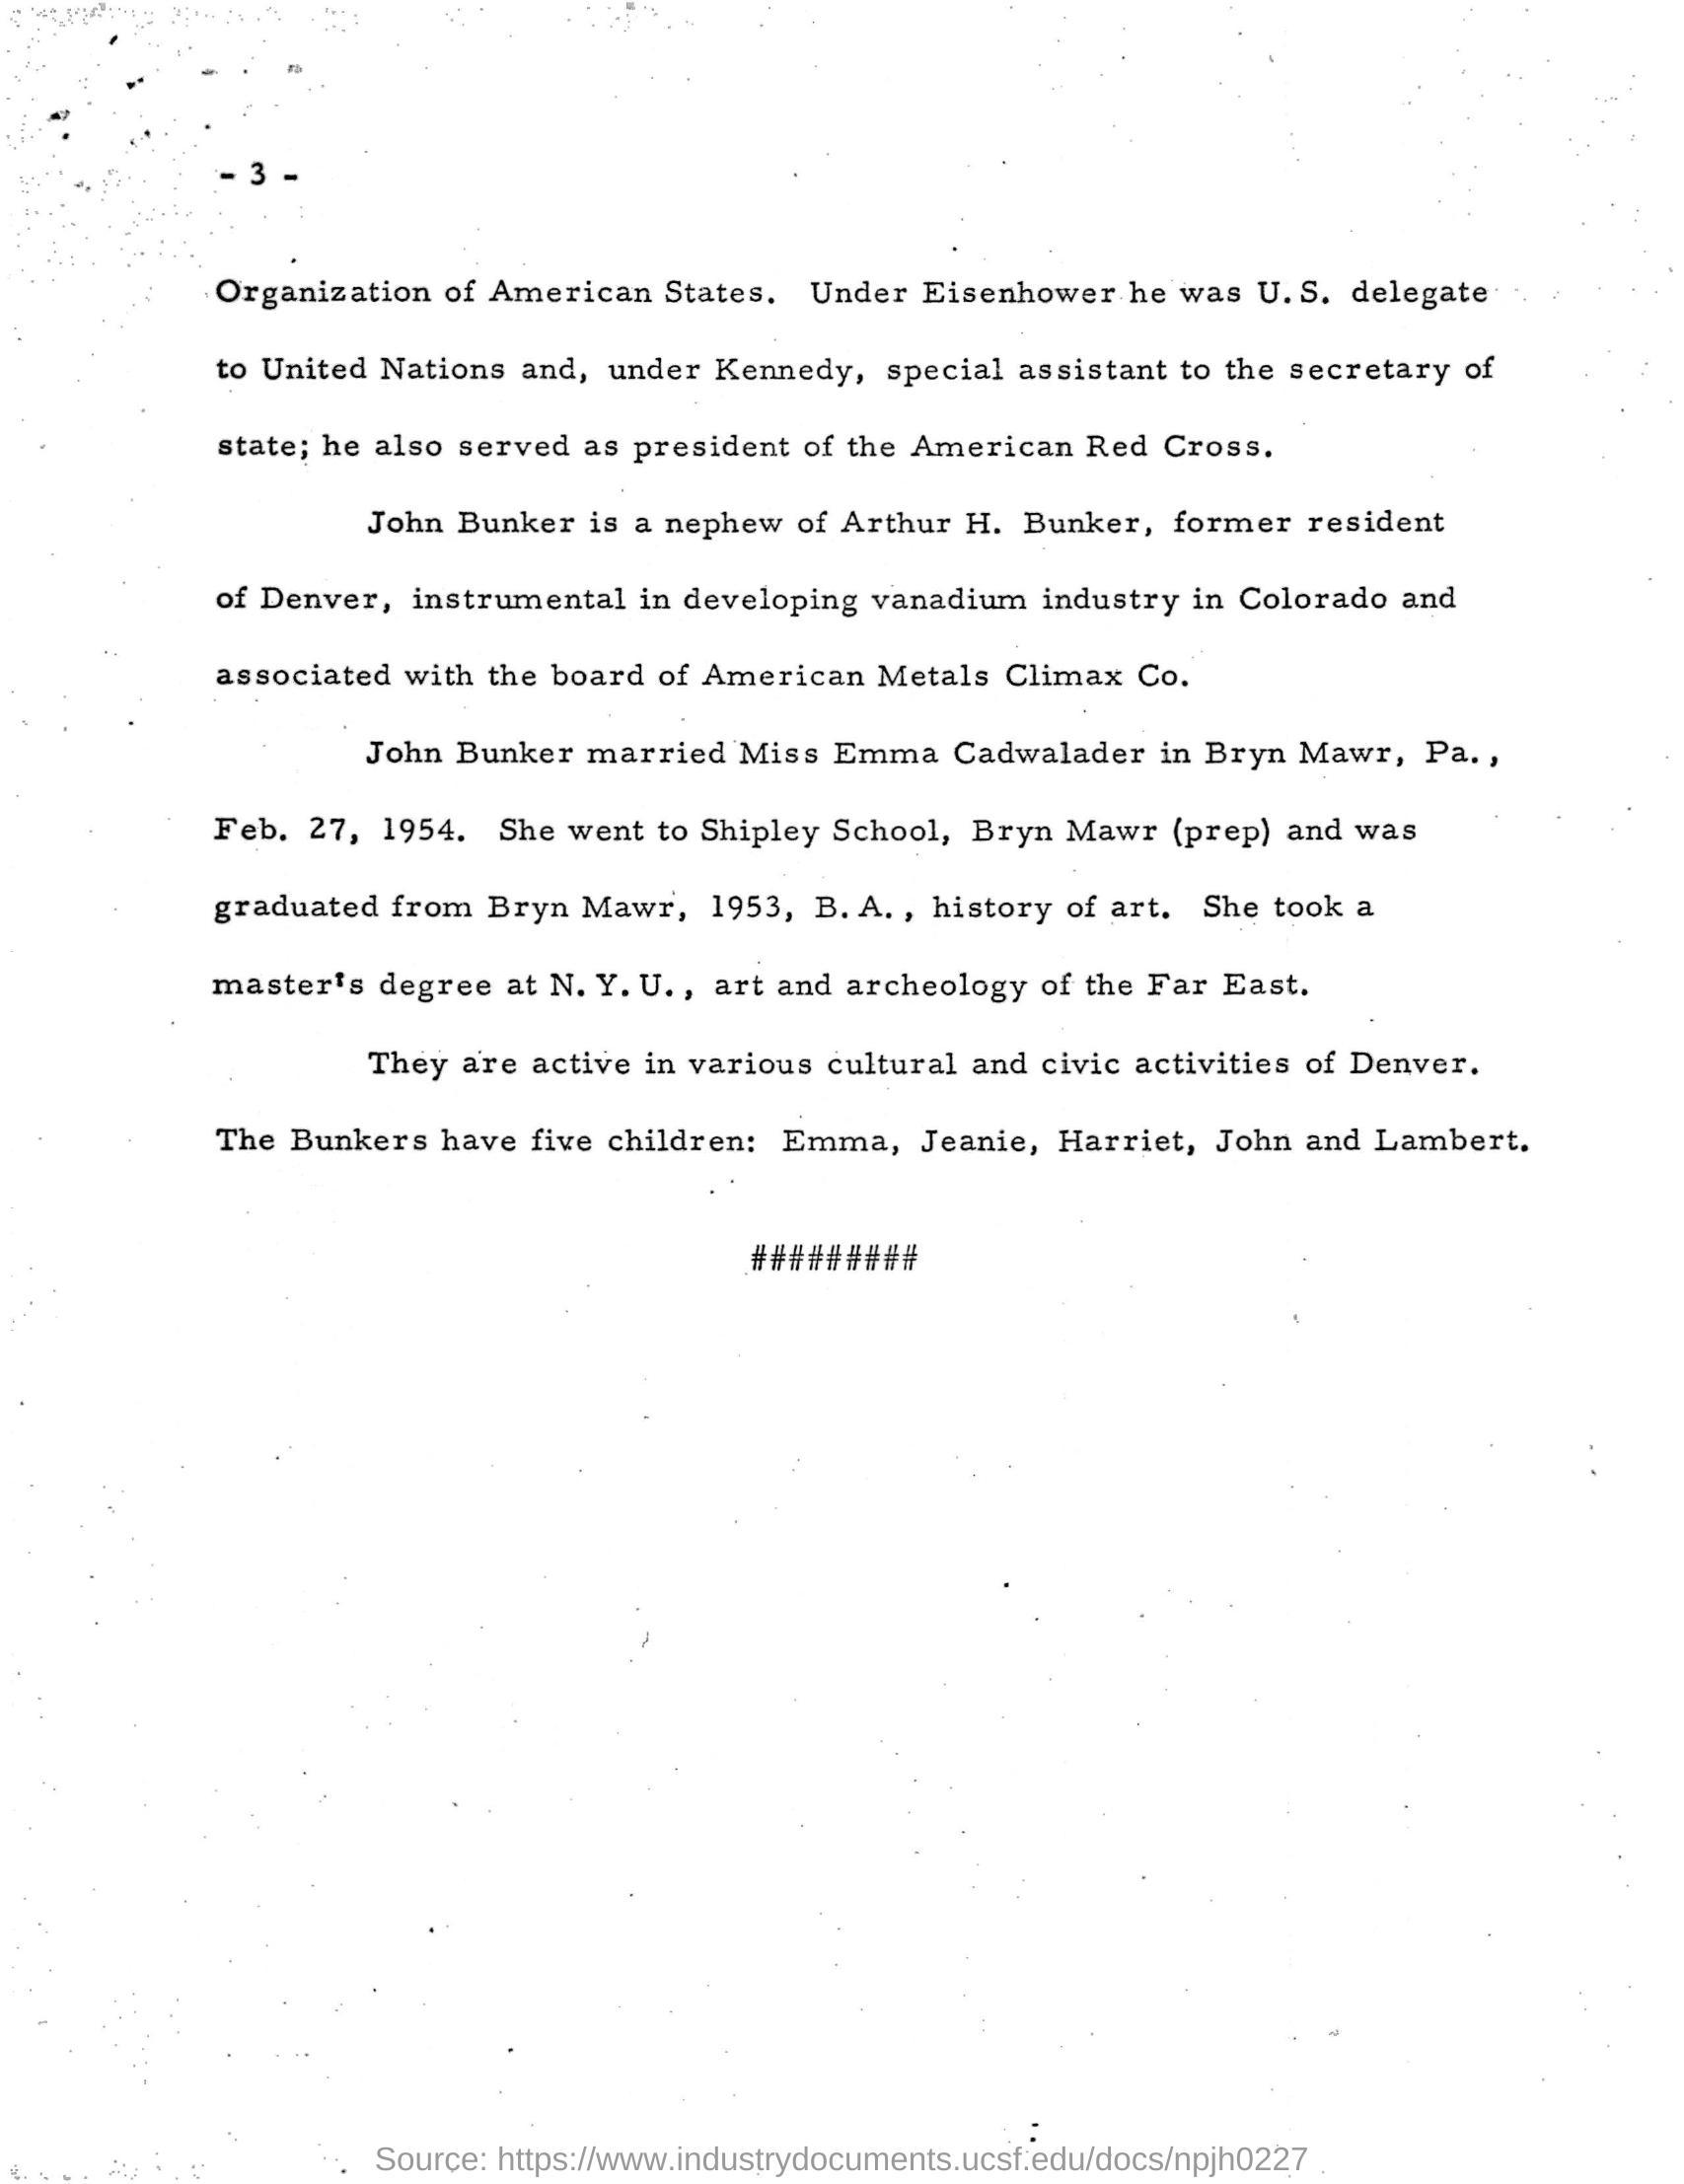 - 3 -
Organization of American States. Under Eisenhower he was U.S. delegate
to United Nations and, under Kennedy, special assistant to the secretary of
state; he also served as president of the American Red Cross.
John Bunker is a nephew of Arthur H. Bunker, former resident
of Denver, instrumental in developing vanadium industry in Colorado and
associated with the board of American Metals Climax Co.
John Bunker married Miss Emma Cadwalader in Bryn Mawr, Pa.,
Feb. 27, 1954. She went to Shipley School, Bryn Mawr (prep) and was
graduated from Bryn Mawr, 1953, B.A., history of art. She took a
master's degree at N.Y.U., art and archeology of the Far East.
They are active in various cultural and civic activities of Denver.
The Bunkers have five children: Emma, Jeanie, Harriet, John and Lambert.
#########
Source: https://www.industrydocuments.ucsf.edu/docs/npjh0227